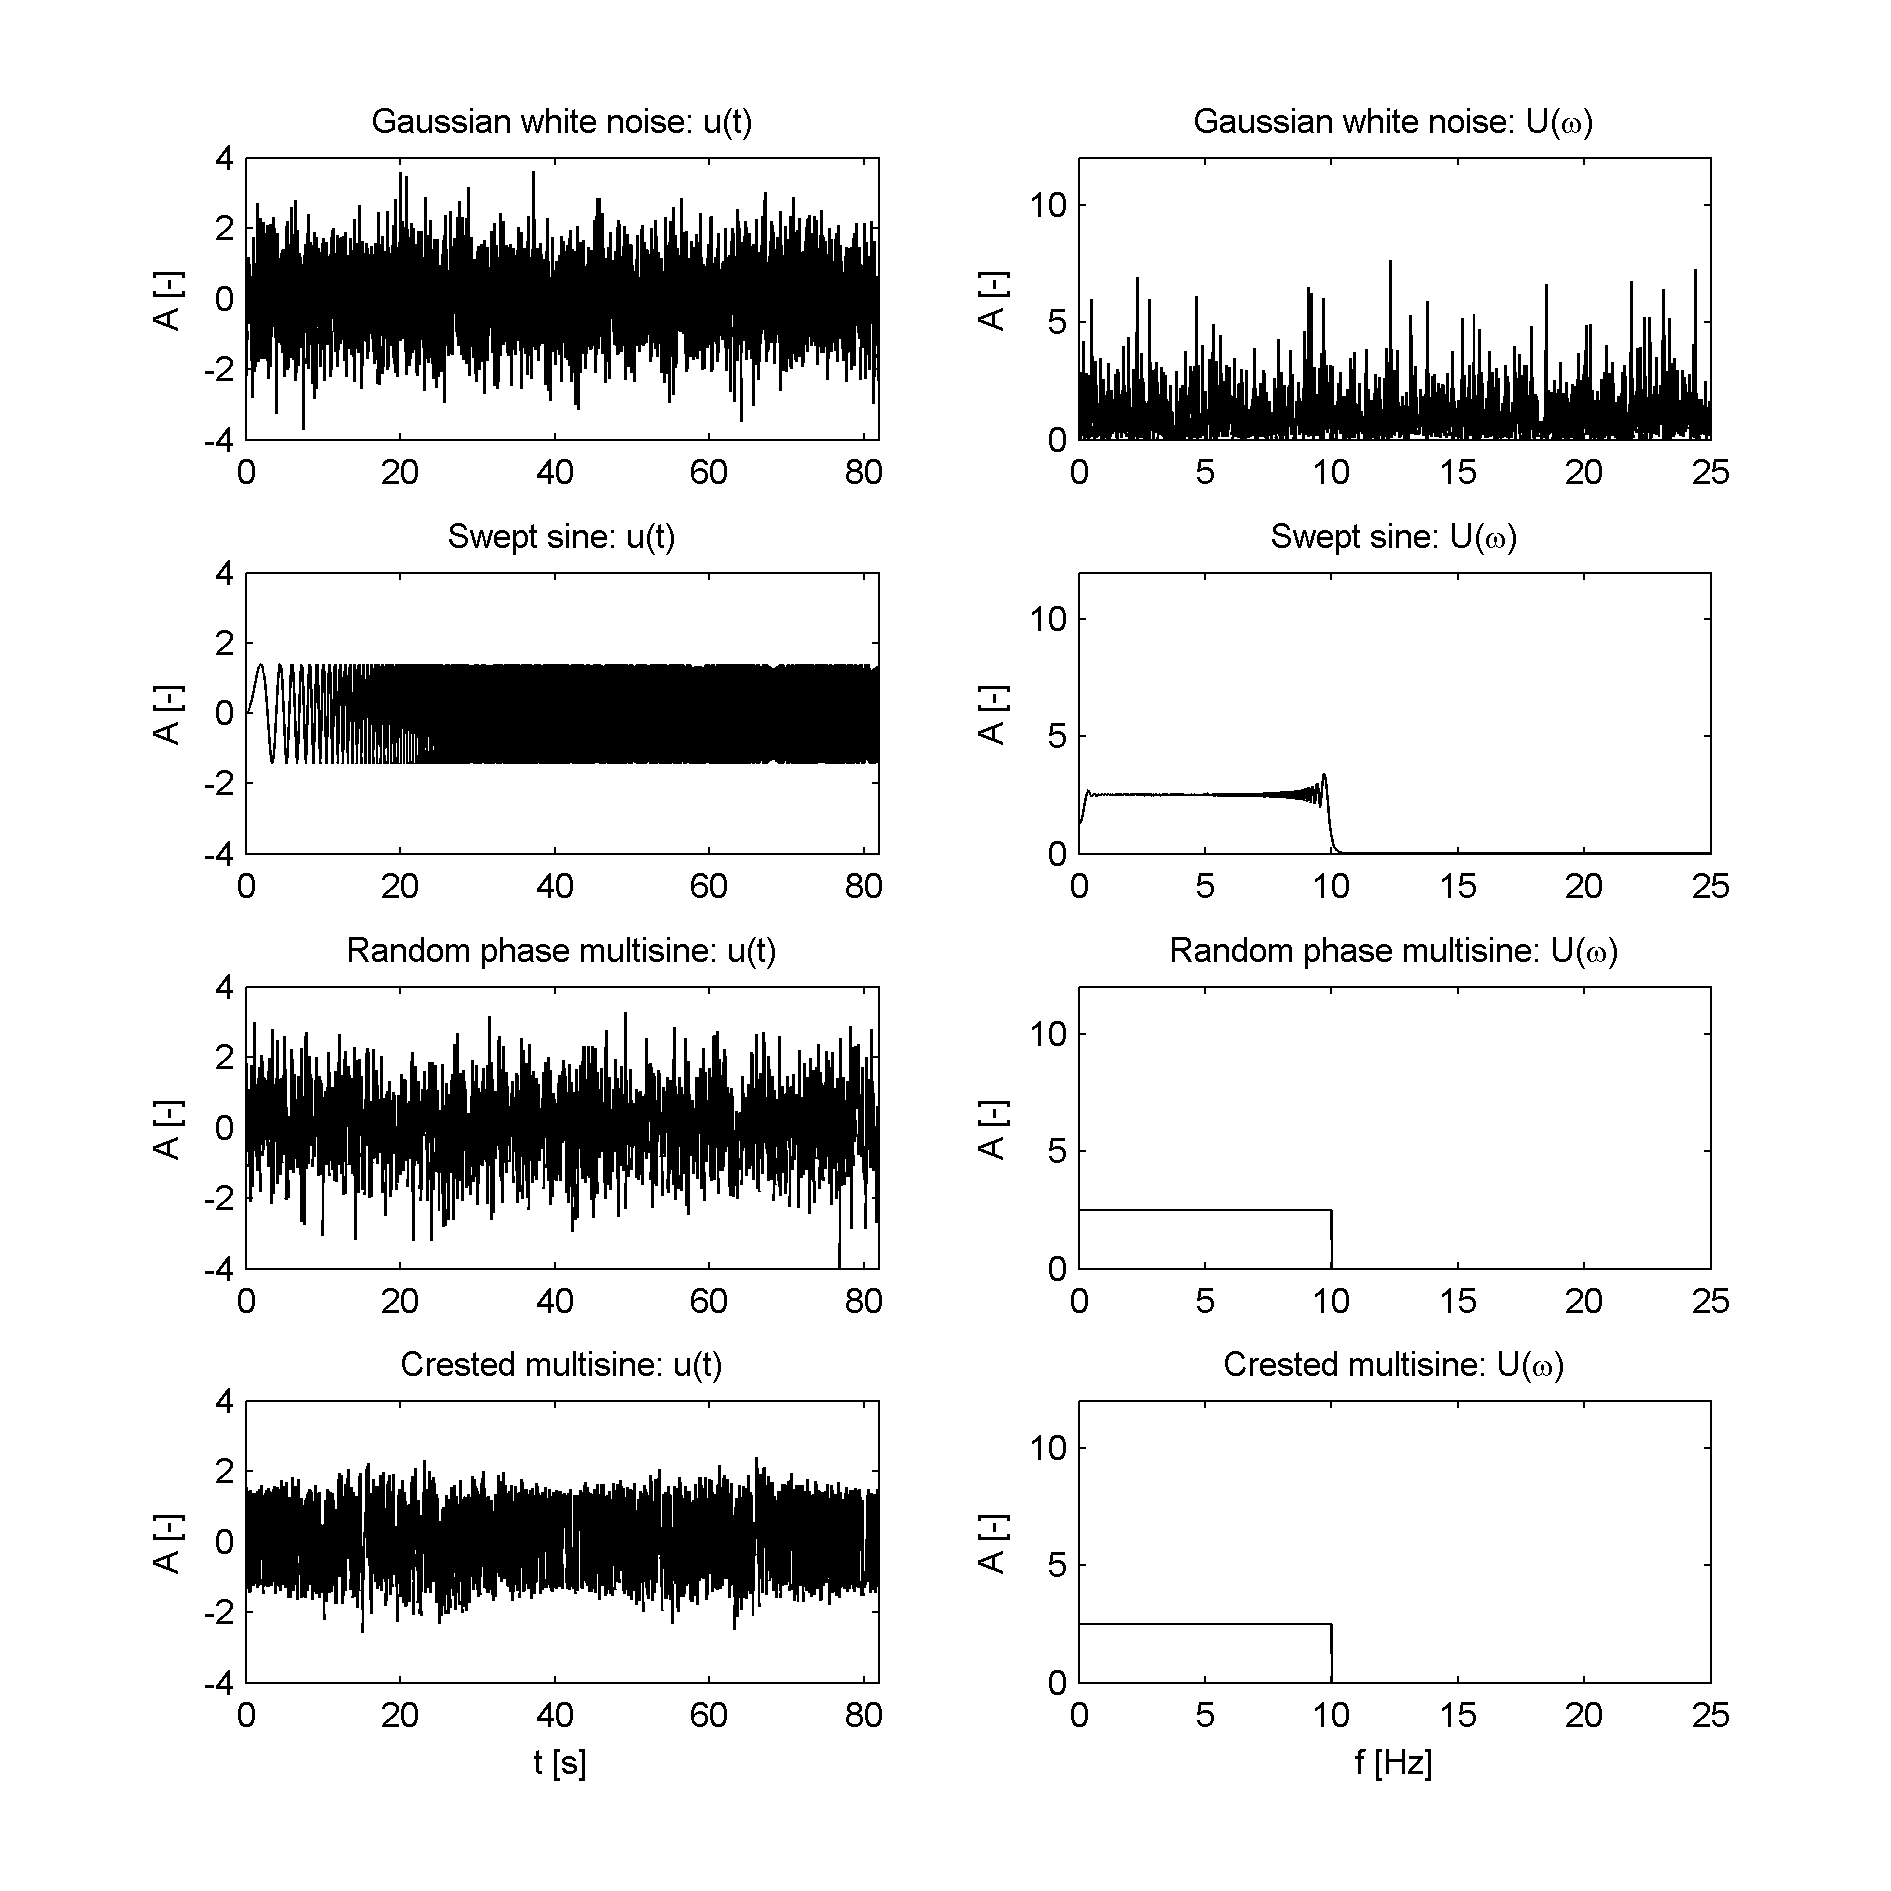 Gaussian white noise: u(t)
A [-]
4
2
0
-2
-4
0 20 40 60 80
Gaussian white noise: U(ω)
A [-]
10
5
0
0 5 10 15 20 25
Swept sine: u(t)
A [-]
4
2
0
-2
-4
0 20 40 60 80
Swept sine: U(ω)
A [-]
10
5
0
0 5 10 15 20 25
Random phase multisine: u(t)
A [-]
4
2
0
-2
-4
0 20 40 60 80
Random phase multisine: U(ω)
A [-]
10
5
0
0 5 10 15 20 25
Crested multisine: u(t)
A [-]
4
2
0
-2
-4
0 20 40 60 80
t [s]
Crested multisine: U(ω)
A [-]
10
5
0
0 5 10 15 20 25
f [Hz]